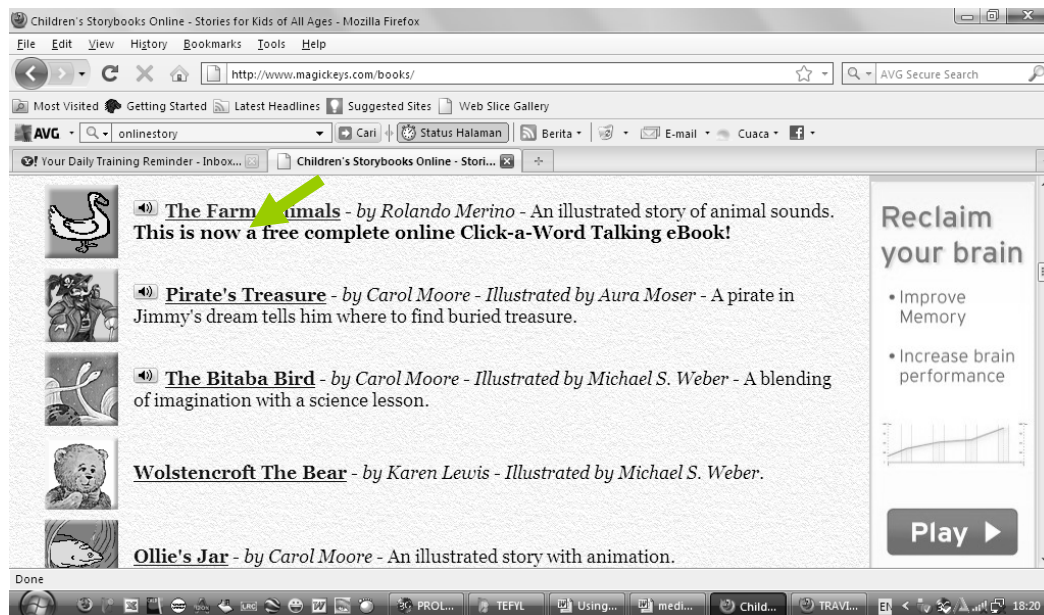 Children's Storybooks Online - Stories for Kids of All Ages - Mozilla Firefox
File Edit View History Bookmarks Tools Help
http://www.magickeys.com/books/
AVG Secure Search
Most Visited Getting Started Latest Headlines Suggested Sites Web Slice Gallery
AVG onlinestory Cari Status Halaman Berita E-mail Cuaca
Your Daily Training Reminder - Inbox... Children's Storybooks Online - Stori...
The Farm Animals - by Rolando Merino - An illustrated story of animal sounds.
This is now a free complete online Click-a-Word Talking eBook!
Pirate's Treasure - by Carol Moore - Illustrated by Aura Moser - A pirate in
Jimmy's dream tells him where to find buried treasure.
The Bitaba Bird - by Carol Moore - Illustrated by Michael S. Weber - A blending
of imagination with a science lesson.
Wolstencroft The Bear - by Karen Lewis - Illustrated by Michael S. Weber.
Ollie's Jar - by Carol Moore - An illustrated story with animation.
Reclaim
your brain
• Improve
Memory
• Increase brain
performance
Play
Done
PROL... TEFYL Using... medi... Child... TRAVI... EN 18:20